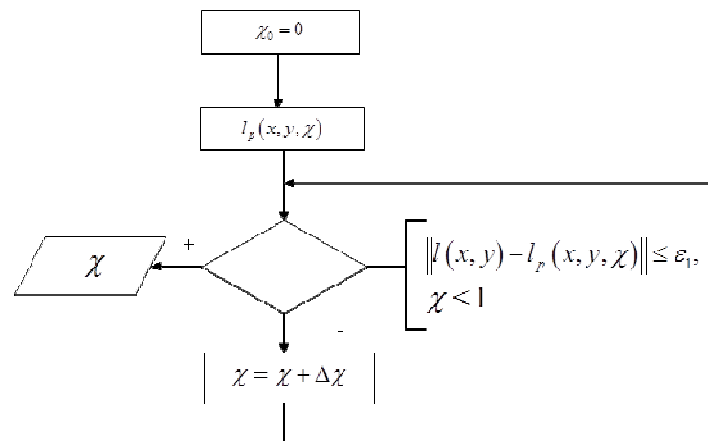 χ₀ = 0
l_p(x, y, χ)
+
χ
‖l(x, y) − l_p(x, y, χ)‖ ≤ ε₁,
χ < 1
-
χ = χ + Δχ